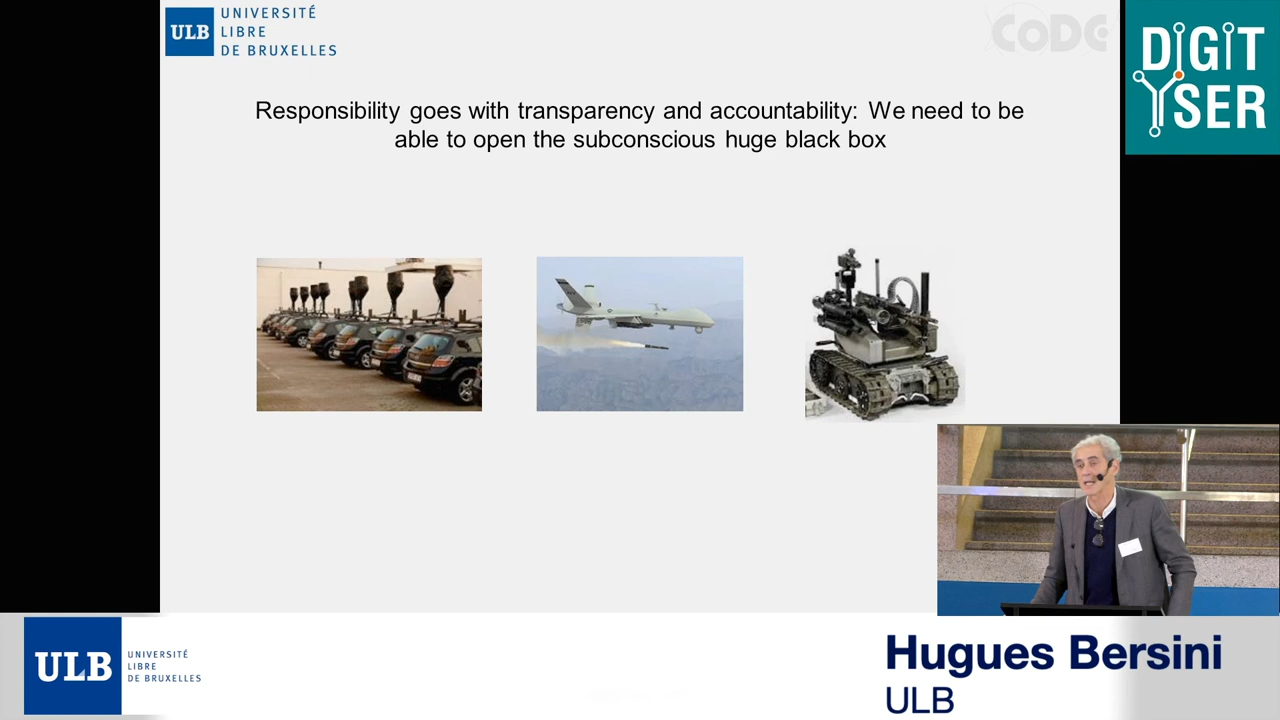 ULB
UNIVERSITÉ
LIBRE
DE BRUXELLES
CODE
DIGIT
YSER
Responsibility goes with transparency and accountability: We need to be
able to open the subconscious huge black box
ULB
UNIVERSITÉ
LIBRE
DE BRUXELLES
Hugues Bersini
ULB